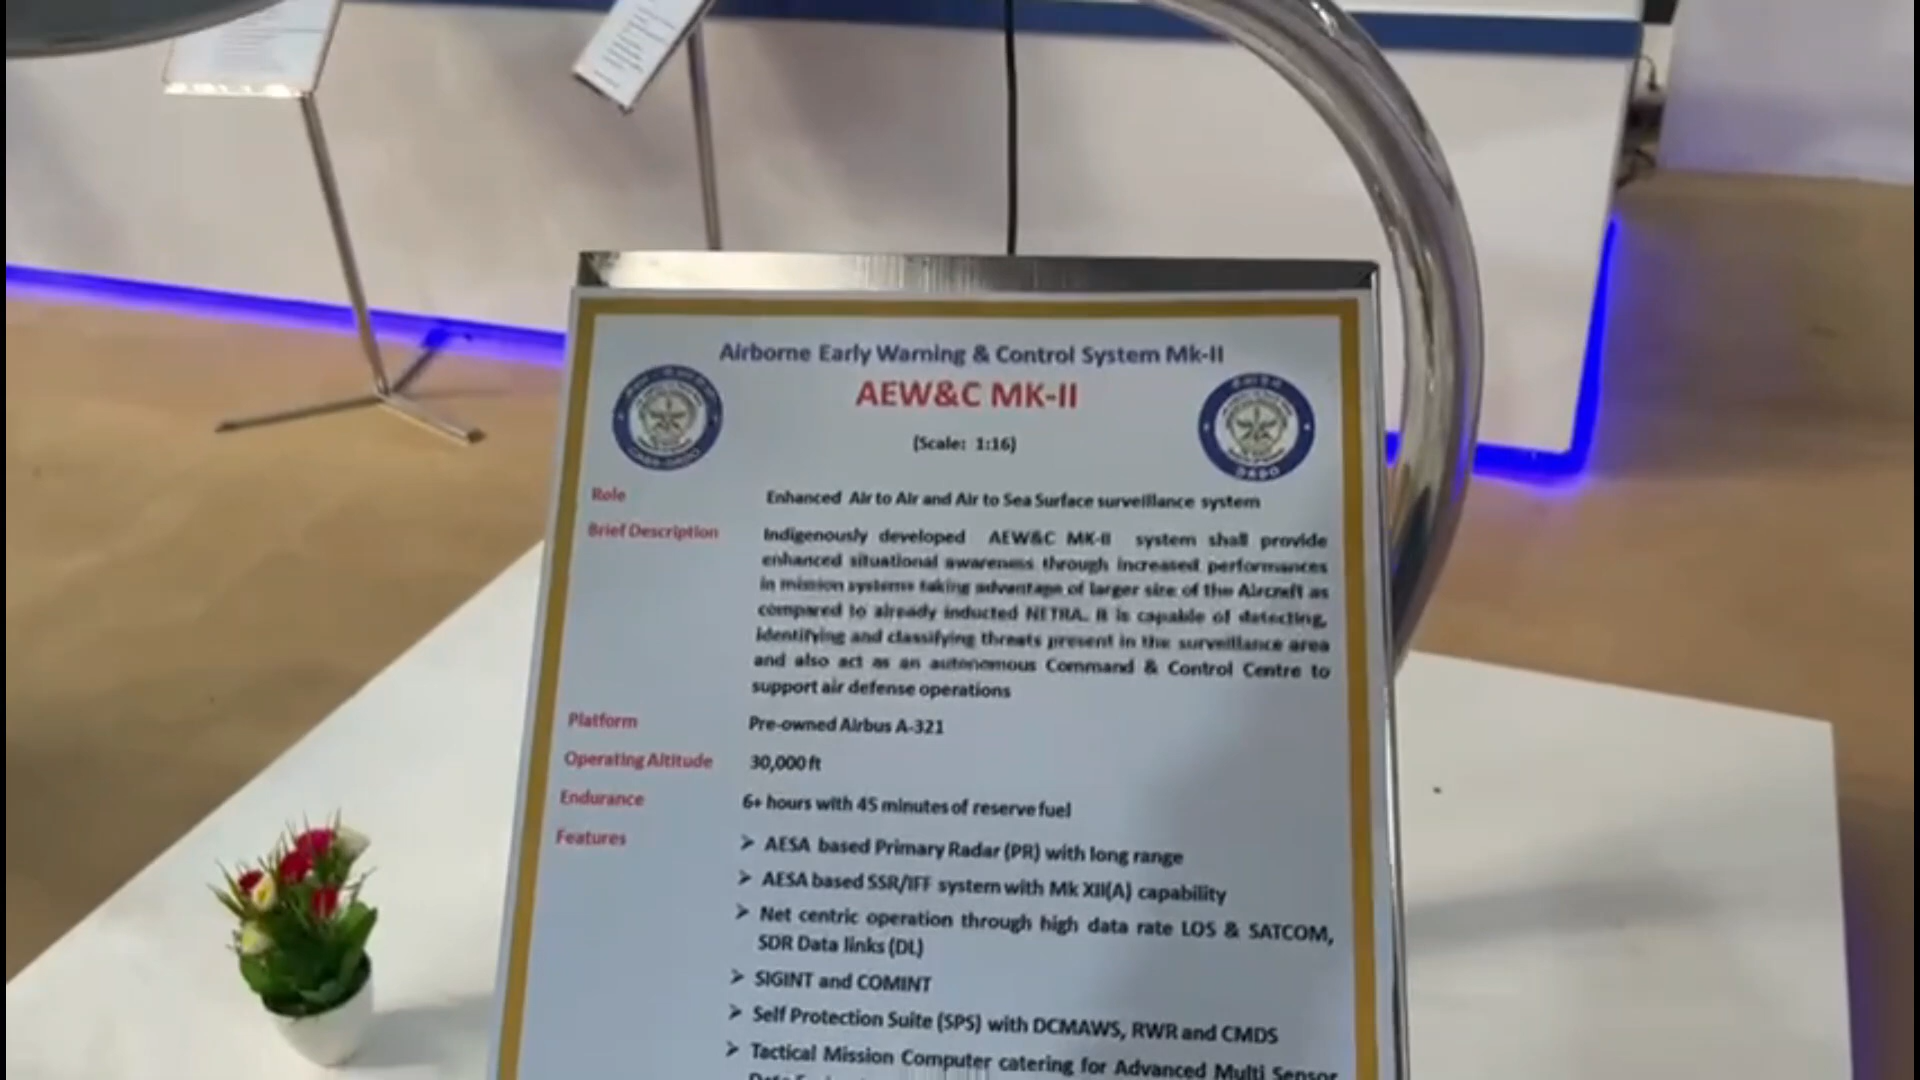 Airborne Early Warning & Control System Mk-II
AEW&C MK-II
(Scale: 1:16)
DRDO
Role Enhanced Air to Air and Air to Sea Surface surveillance system
Brief Description Indigenously developed AEW&C MK-II system shall provide
enhanced situational awareness through increased performances
in mission systems taking advantage of larger size of the Aircraft as
compared to already inducted NETRA. It is capable of detecting,
identifying and classifying threats present in the surveillance area
and also act as an autonomous Command & Control Centre to
support air defense operations
Platform Pre-owned Airbus A-321
Operating Altitude 30,000 ft
Endurance 6+ hours with 45 minutes of reserve fuel
Features ➢ AESA based Primary Radar (PR) with long range
➢ AESA based SSR/IFF system with Mk XII(A) capability
➢ Net centric operation through high data rate LOS & SATCOM,
SDR Data links (DL)
➢ SIGINT and COMINT
➢ Self Protection Suite (SPS) with DCMAWS, RWR and CMDS
➢ Tactical Mission Computer catering for Advanced Multi Sensor